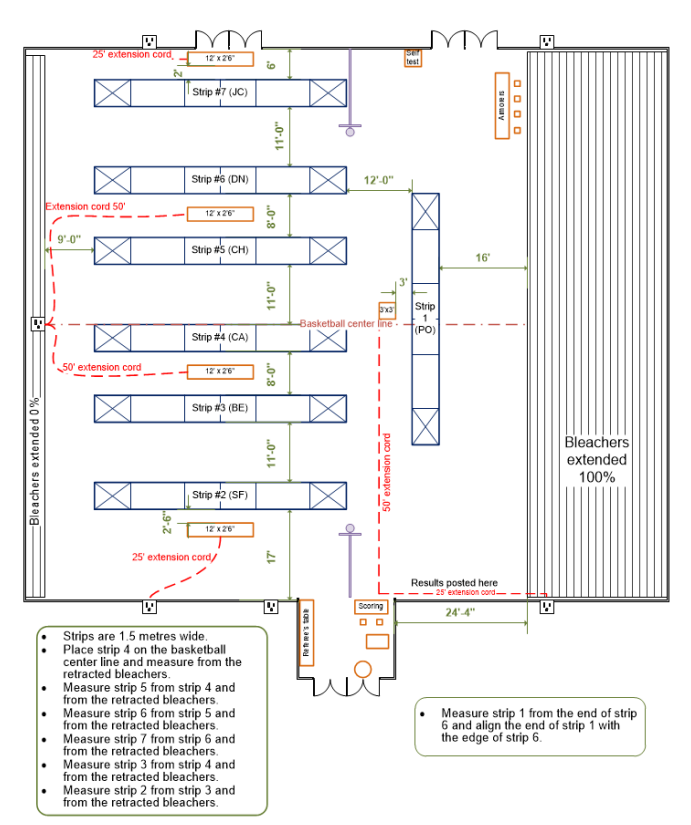 25' extension cord
12' x 2'6"
2'
6'
Self
test
Strip #7 (JC)
Armorers
11'-0"
Strip #6 (DN)
12'-0"
Extension cord 50'
12' x 2'6"
8'-0"
9'-0"
Strip #5 (CH)
16'
11'-0"
3'
3'x3'
Strip
1
(PO)
Basketball center line
Strip #4 (CA)
50' extension cord
12' x 2'6"
8'-0"
Strip #3 (BE)
Bleachers extended 0%
Bleachers
extended
100%
11'-0"
50' extension cord
Strip #2 (SF)
2'-6"
12' x 2'6"
25' extension cord
17'
Results posted here
25' extension cord
Scoring
24'-4"
Referee's table
• Strips are 1.5 metres wide.
• Place strip 4 on the basketball
center line and measure from the
retracted bleachers.
• Measure strip 5 from strip 4 and
from the retracted bleachers.
• Measure strip 6 from strip 5 and
from the retracted bleachers.
• Measure strip 7 from strip 6 and
from the retracted bleachers.
• Measure strip 3 from strip 4 and
from the retracted bleachers.
• Measure strip 2 from strip 3 and
from the retracted bleachers.
• Measure strip 1 from the end of strip
6 and align the end of strip 1 with
the edge of strip 6.